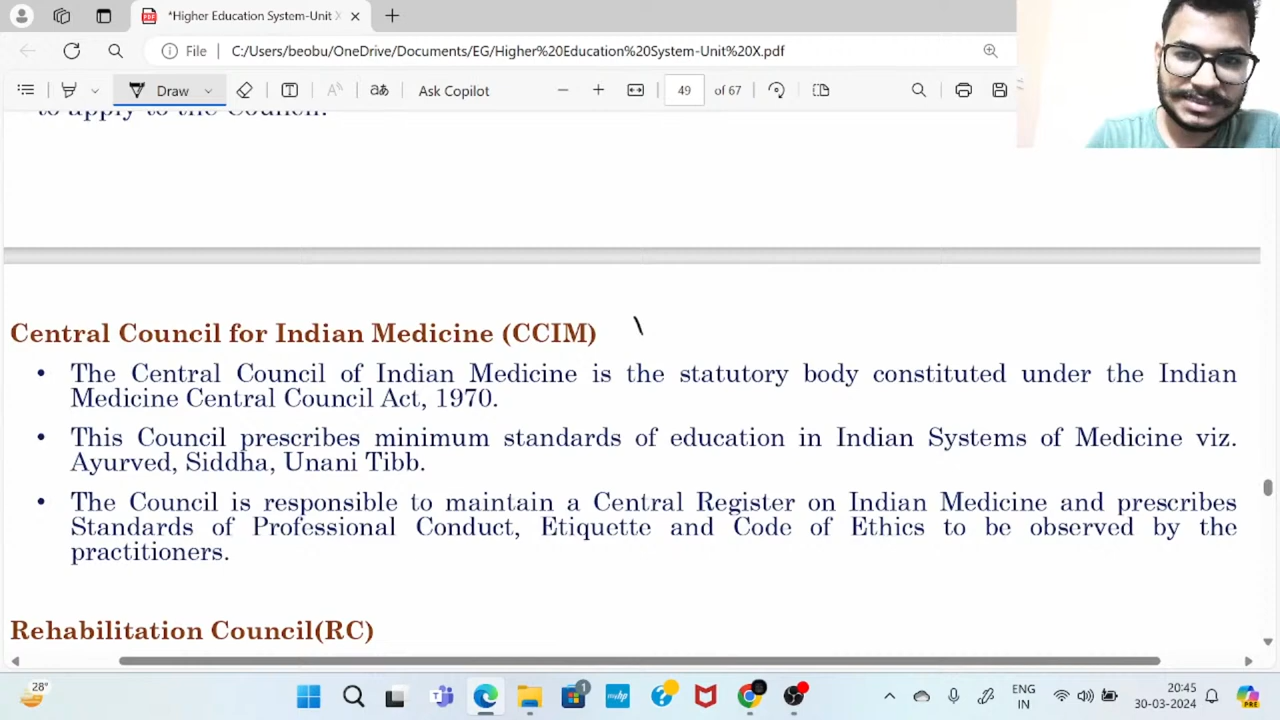 *Higher Education System-Unit X
File
C:/Users/beobu/OneDrive/Documents/EG/Higher%20Education%20System-Unit%20X.pdf
Draw
Ask Copilot
49 of 67
to apply to the Council.
Central Council for Indian Medicine (CCIM)
• The Central Council of Indian Medicine is the statutory body constituted under the Indian
Medicine Central Council Act, 1970.
• This Council prescribes minimum standards of education in Indian Systems of Medicine viz.
Ayurved, Siddha, Unani Tibb.
• The Council is responsible to maintain a Central Register on Indian Medicine and prescribes
Standards of Professional Conduct, Etiquette and Code of Ethics to be observed by the
practitioners.
Rehabilitation Council(RC)
28°
ENG
IN
20:45
30-03-2024